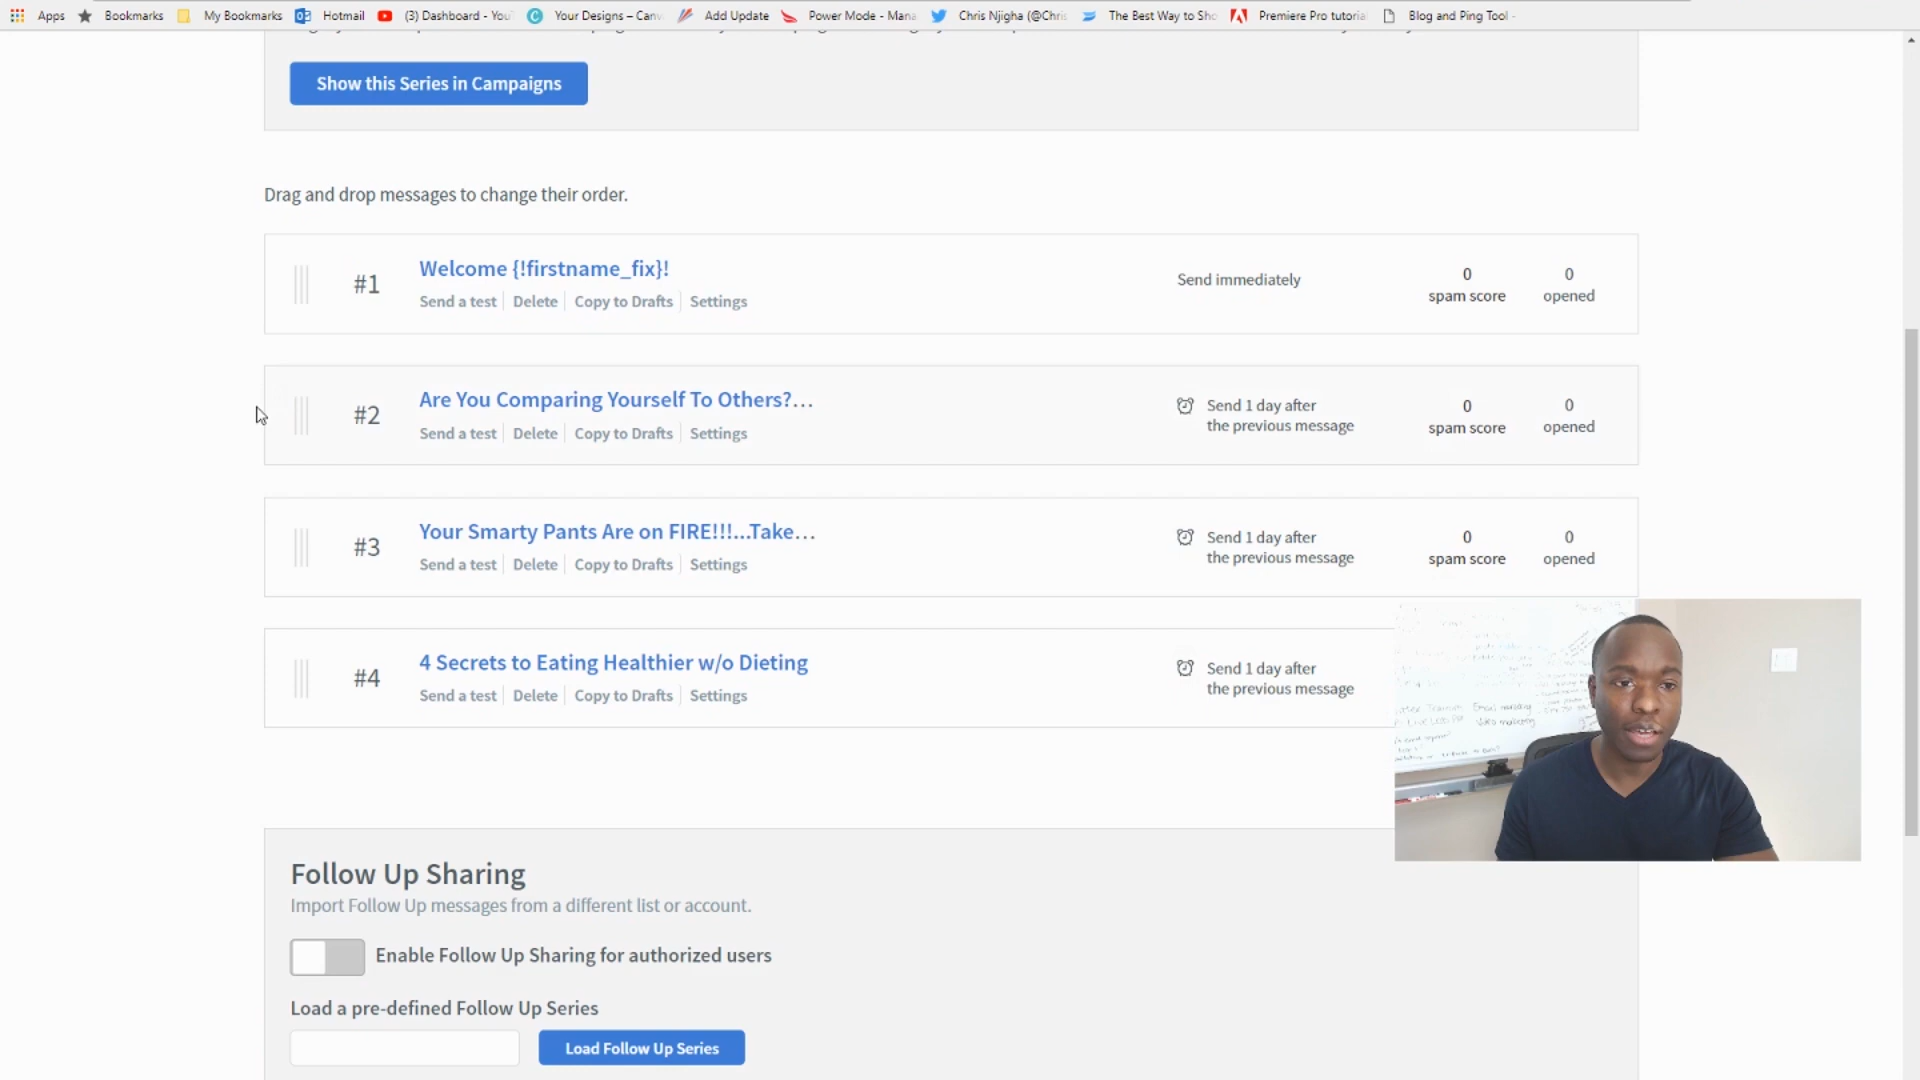 Apps Bookmarks My Bookmarks Hotmail (3) Dashboard - You Your Designs – Canv Add Update Power Mode - Mana Chris Njigha (@Chris The Best Way to Sho Premiere Pro tutoria Blog and Ping Tool -
Show this Series in Campaigns
Drag and drop messages to change their order.
#1
Welcome {!firstname_fix}!
Send a test Delete Copy to Drafts Settings
Send immediately
0
spam score
0
opened
#2
Are You Comparing Yourself To Others?...
Send a test Delete Copy to Drafts Settings
Send 1 day after
the previous message
0
spam score
0
opened
#3
Your Smarty Pants Are on FIRE!!!...Take...
Send a test Delete Copy to Drafts Settings
Send 1 day after
the previous message
0
spam score
0
opened
#4
4 Secrets to Eating Healthier w/o Dieting
Send a test Delete Copy to Drafts Settings
Send 1 day after
the previous message
Email marketing
Video marketing
Follow Up Sharing
Import Follow Up messages from a different list or account.
Enable Follow Up Sharing for authorized users
Load a pre-defined Follow Up Series
Load Follow Up Series